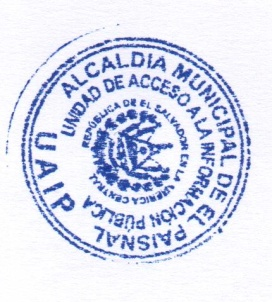 ALCALDIA MUNICIPAL DE EL PAISNAL
UAIP
UNIDAD DE ACCESO A LA INFORMACIÓN PÚBLICA
REPÚBLICA DE EL SALVADOR EN LA AMERICA CENTRAL